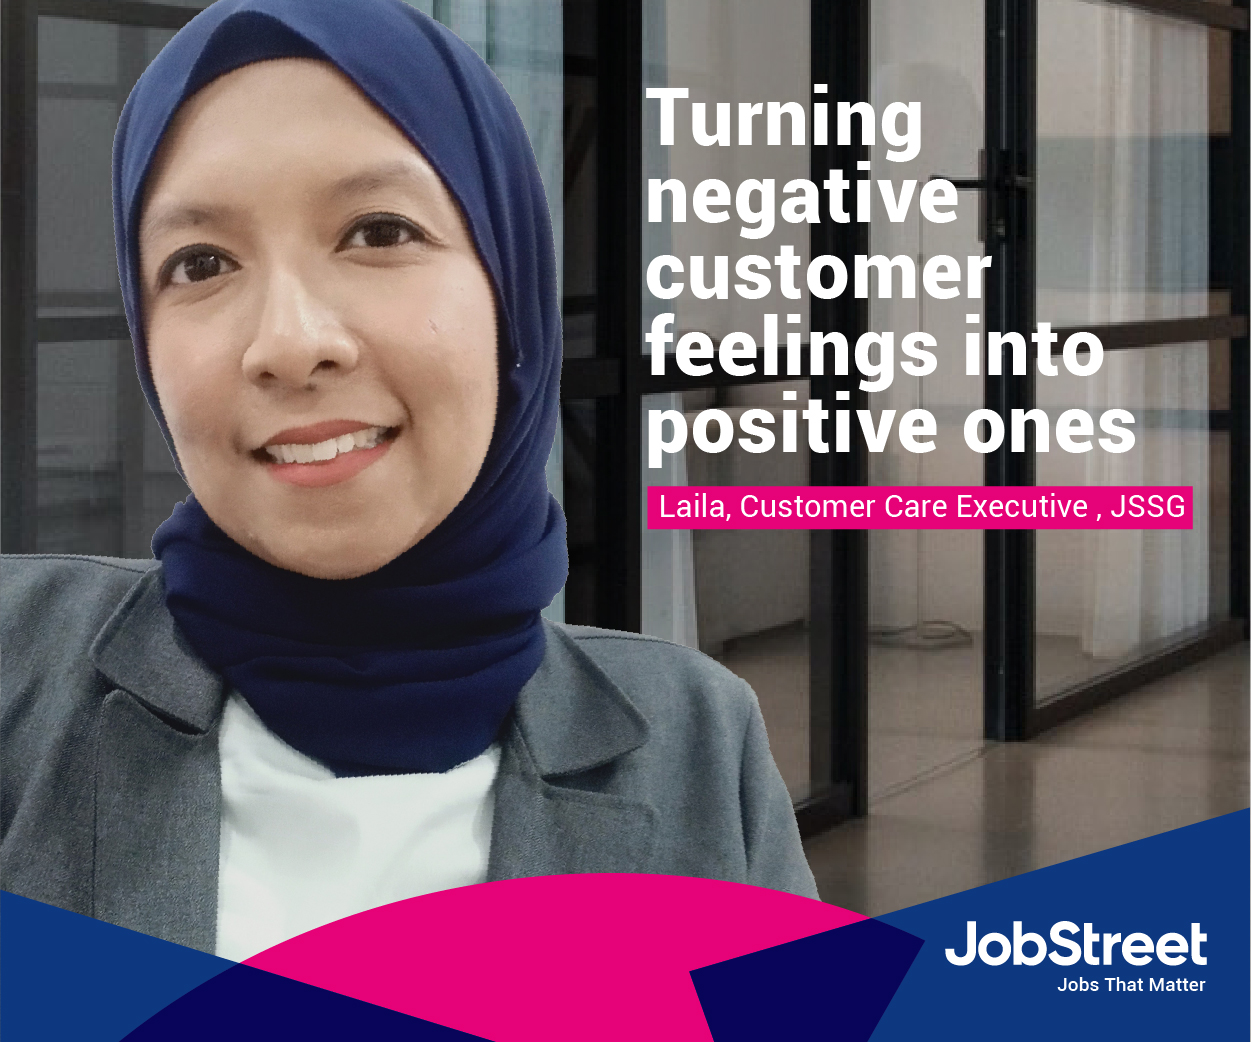 Turning
negative
customer
feelings into
positive ones
Laila, Customer Care Executive , JSSG
JobStreet
Jobs That Matter